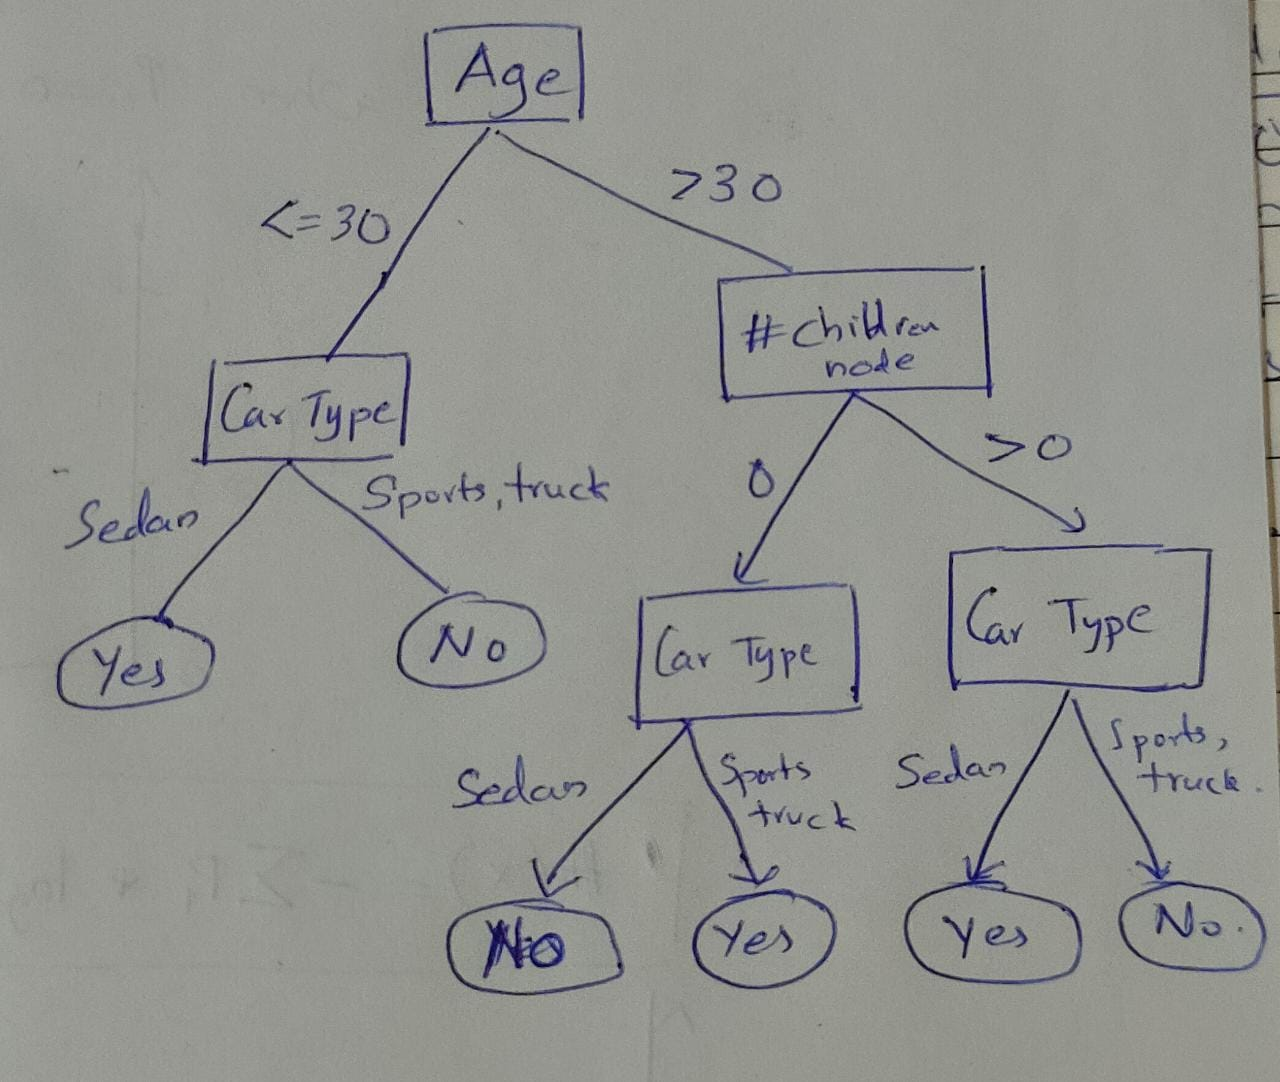 Age
<=30
>30
#Children
node
Car Type
Sedan
Sports, truck
0
>0
Yes
No
Car Type
Car Type
Sedan
Sports
truck
Sedan
Sports,
truck.
No
Yes
Yes
No.